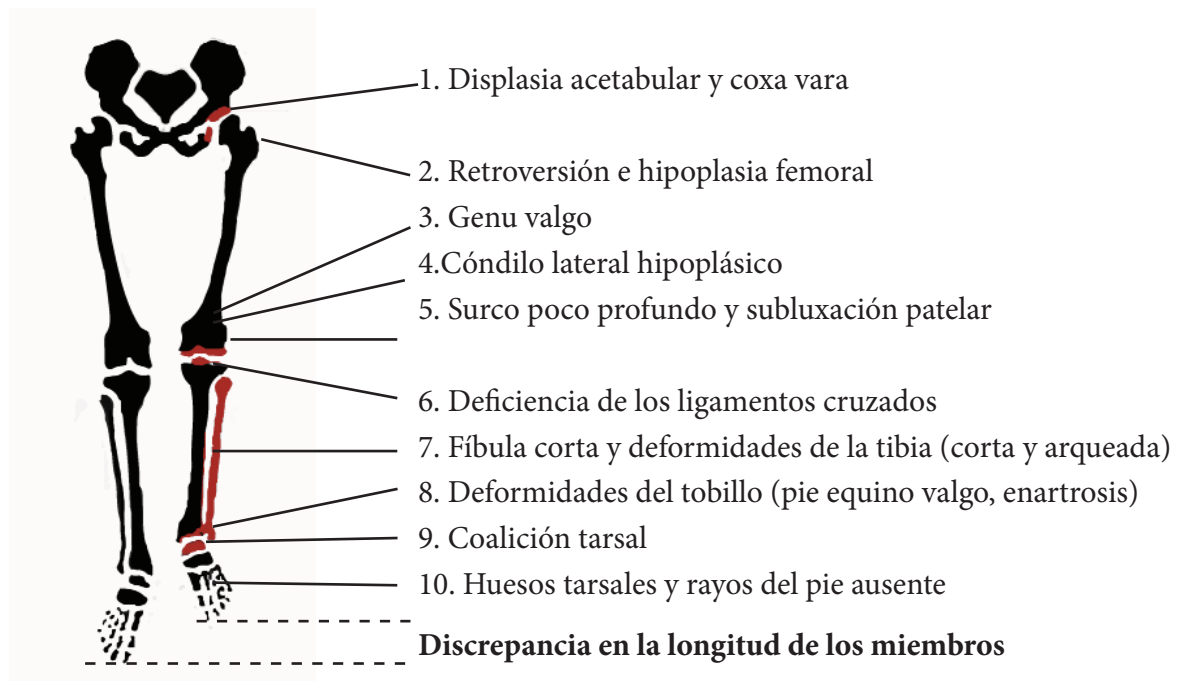 1. Displasia acetabular y coxa vara
2. Retroversión e hipoplasia femoral
3. Genu valgo
4.Cóndilo lateral hipoplásico
5. Surco poco profundo y subluxación patelar
6. Deficiencia de los ligamentos cruzados
7. Fíbula corta y deformidades de la tibia (corta y arqueada)
8. Deformidades del tobillo (pie equino valgo, enartrosis)
9. Coalición tarsal
10. Huesos tarsales y rayos del pie ausente
Discrepancia en la longitud de los miembros